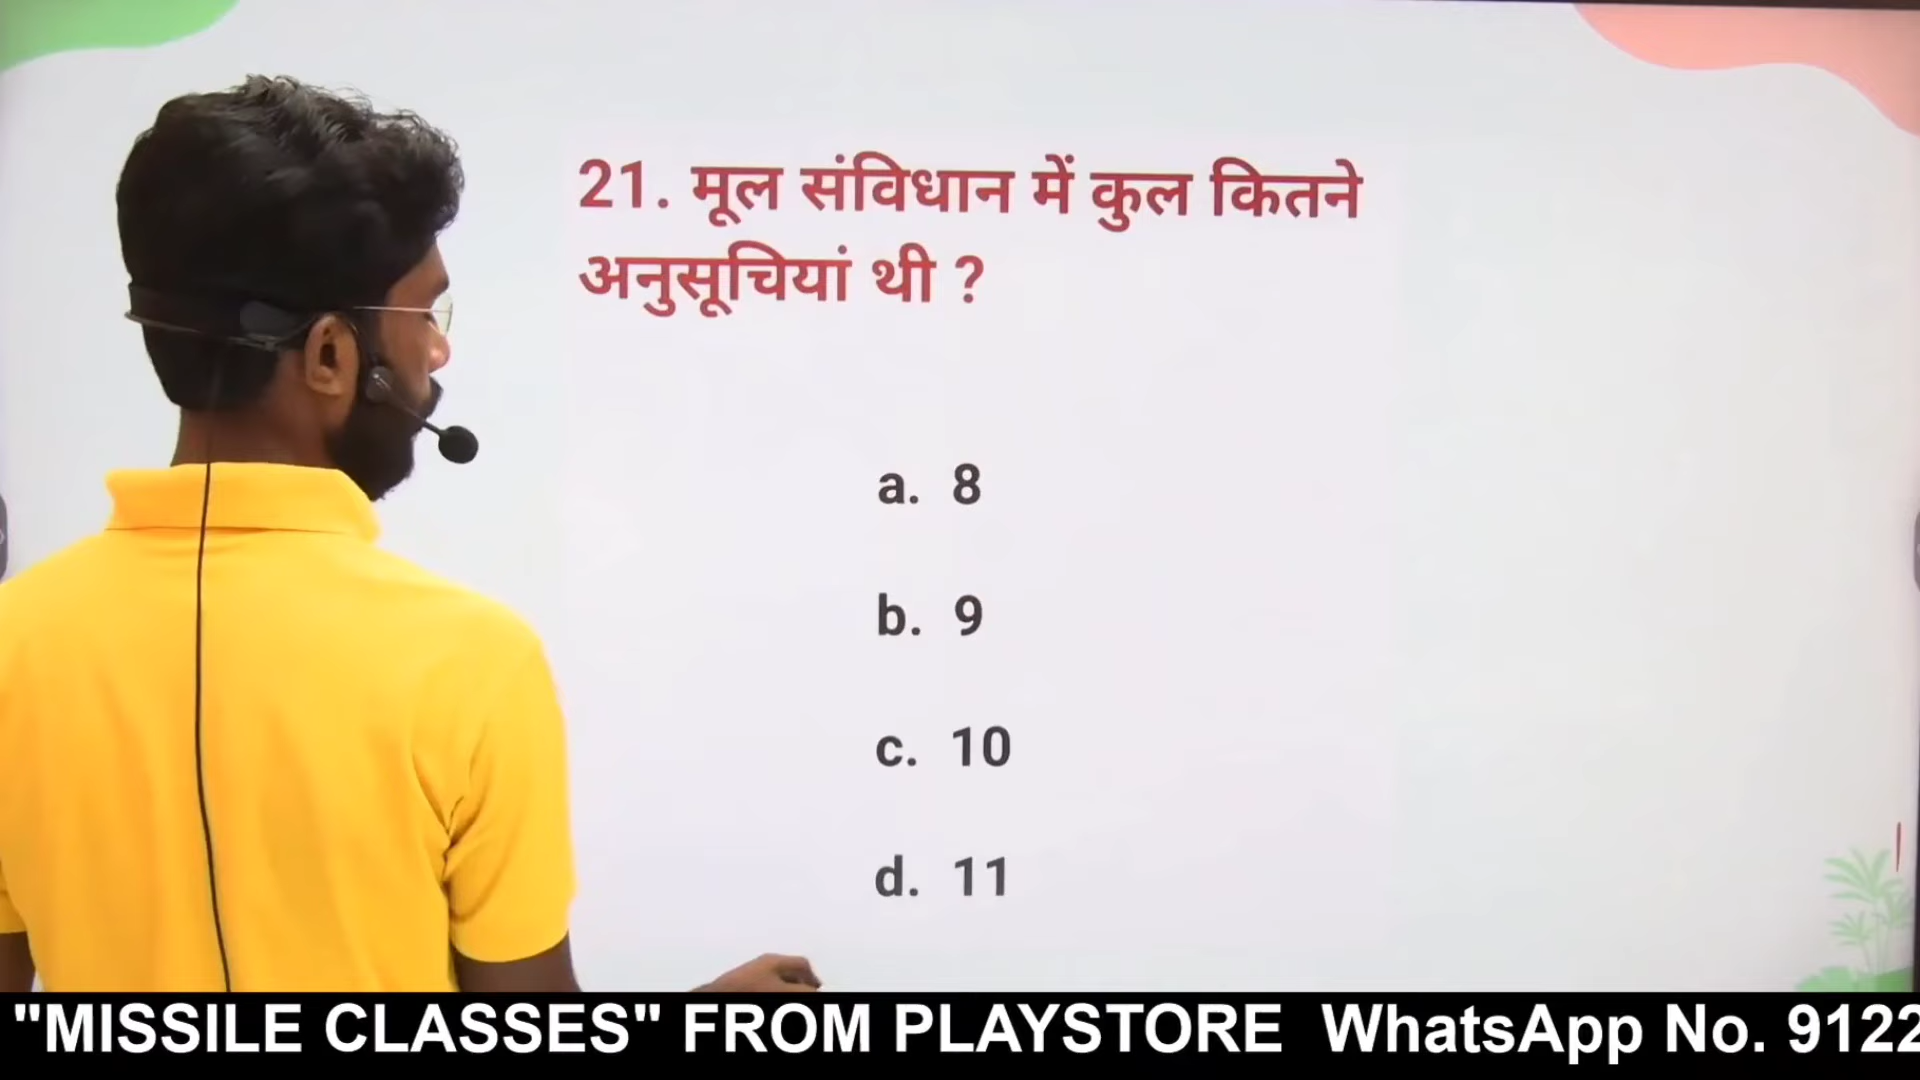 21. मूल संविधान में कुल कितने
अनुसूचियां थी ?
a. 8
b. 9
c. 10
d. 11
"MISSILE CLASSES" FROM PLAYSTORE WhatsApp No. 9122